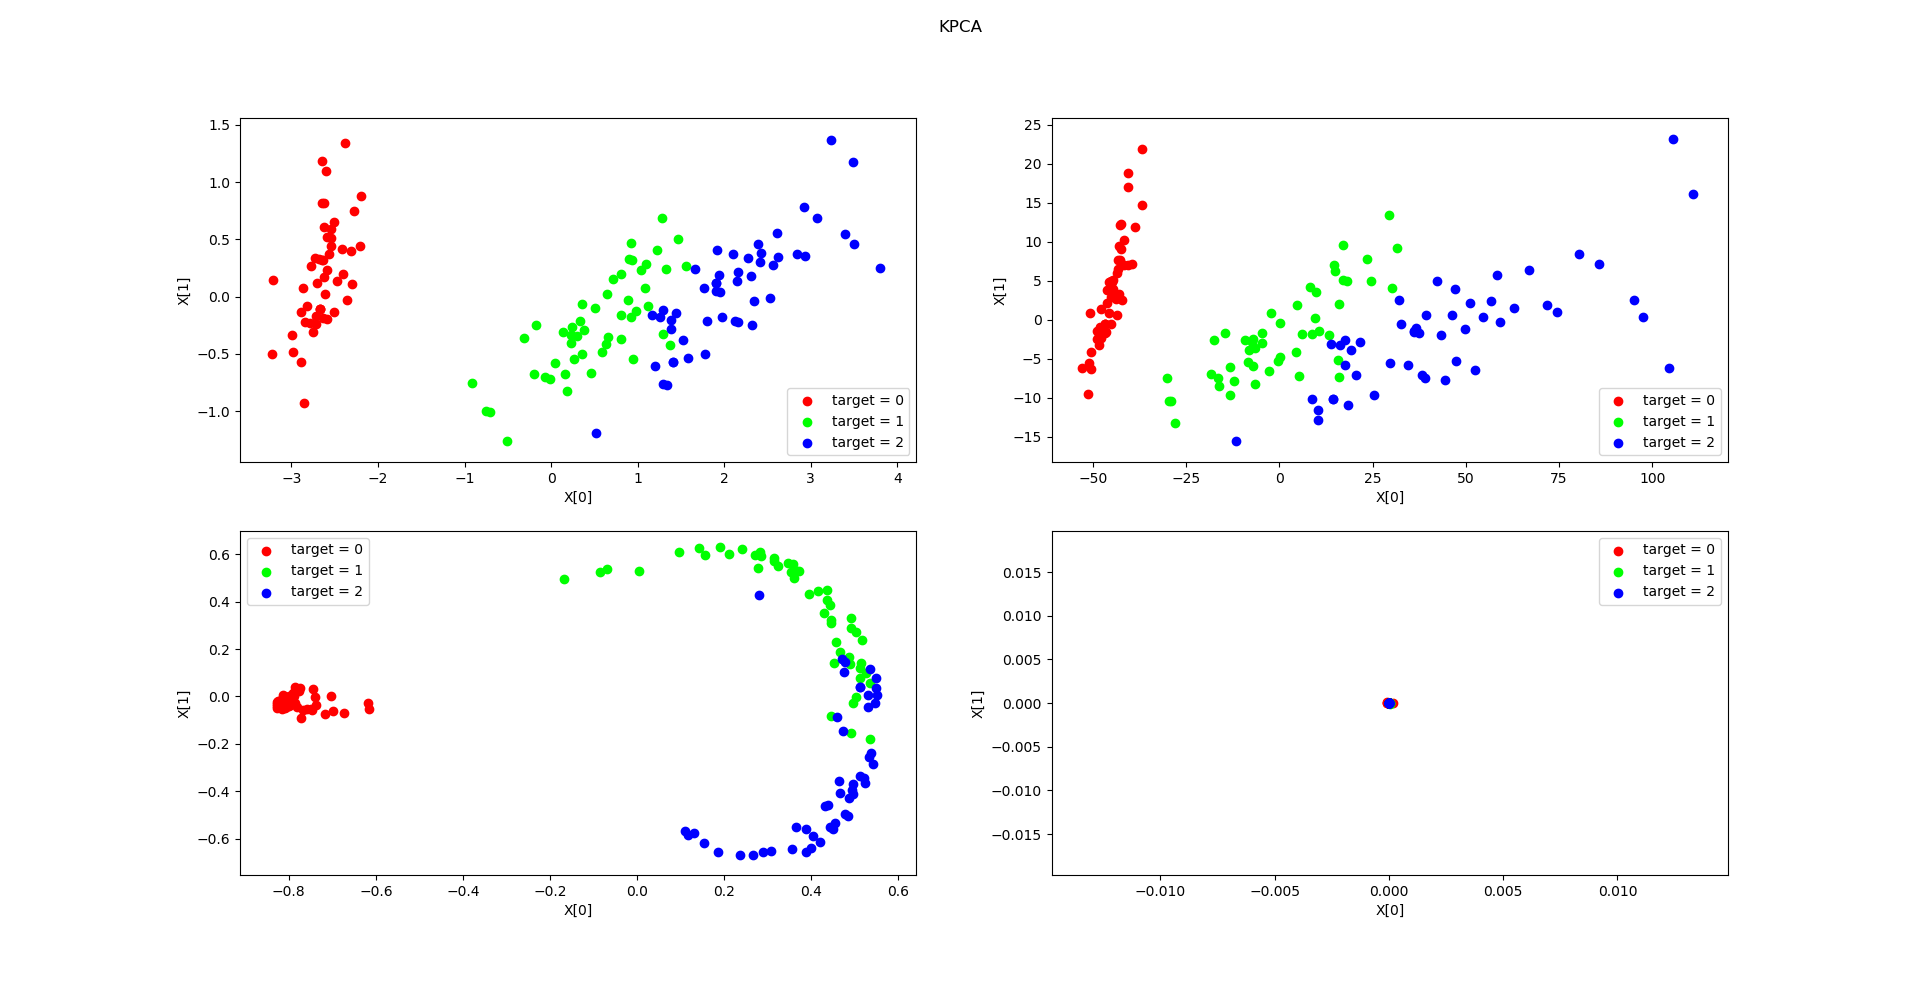 KPCA
1.5
1.0
0.5
0.0
−0.5
−1.0
X[1]
−3 −2 −1 0 1 2 3 4
X[0]
target = 0
target = 1
target = 2
25
20
15
10
5
0
−5
−10
−15
X[1]
−50 −25 0 25 50 75 100
X[0]
target = 0
target = 1
target = 2
0.6
0.4
0.2
0.0
−0.2
−0.4
−0.6
X[1]
−0.8 −0.6 −0.4 −0.2 0.0 0.2 0.4 0.6
X[0]
target = 0
target = 1
target = 2
0.015
0.010
0.005
0.000
−0.005
−0.010
−0.015
X[1]
−0.010 −0.005 0.000 0.005 0.010
X[0]
target = 0
target = 1
target = 2